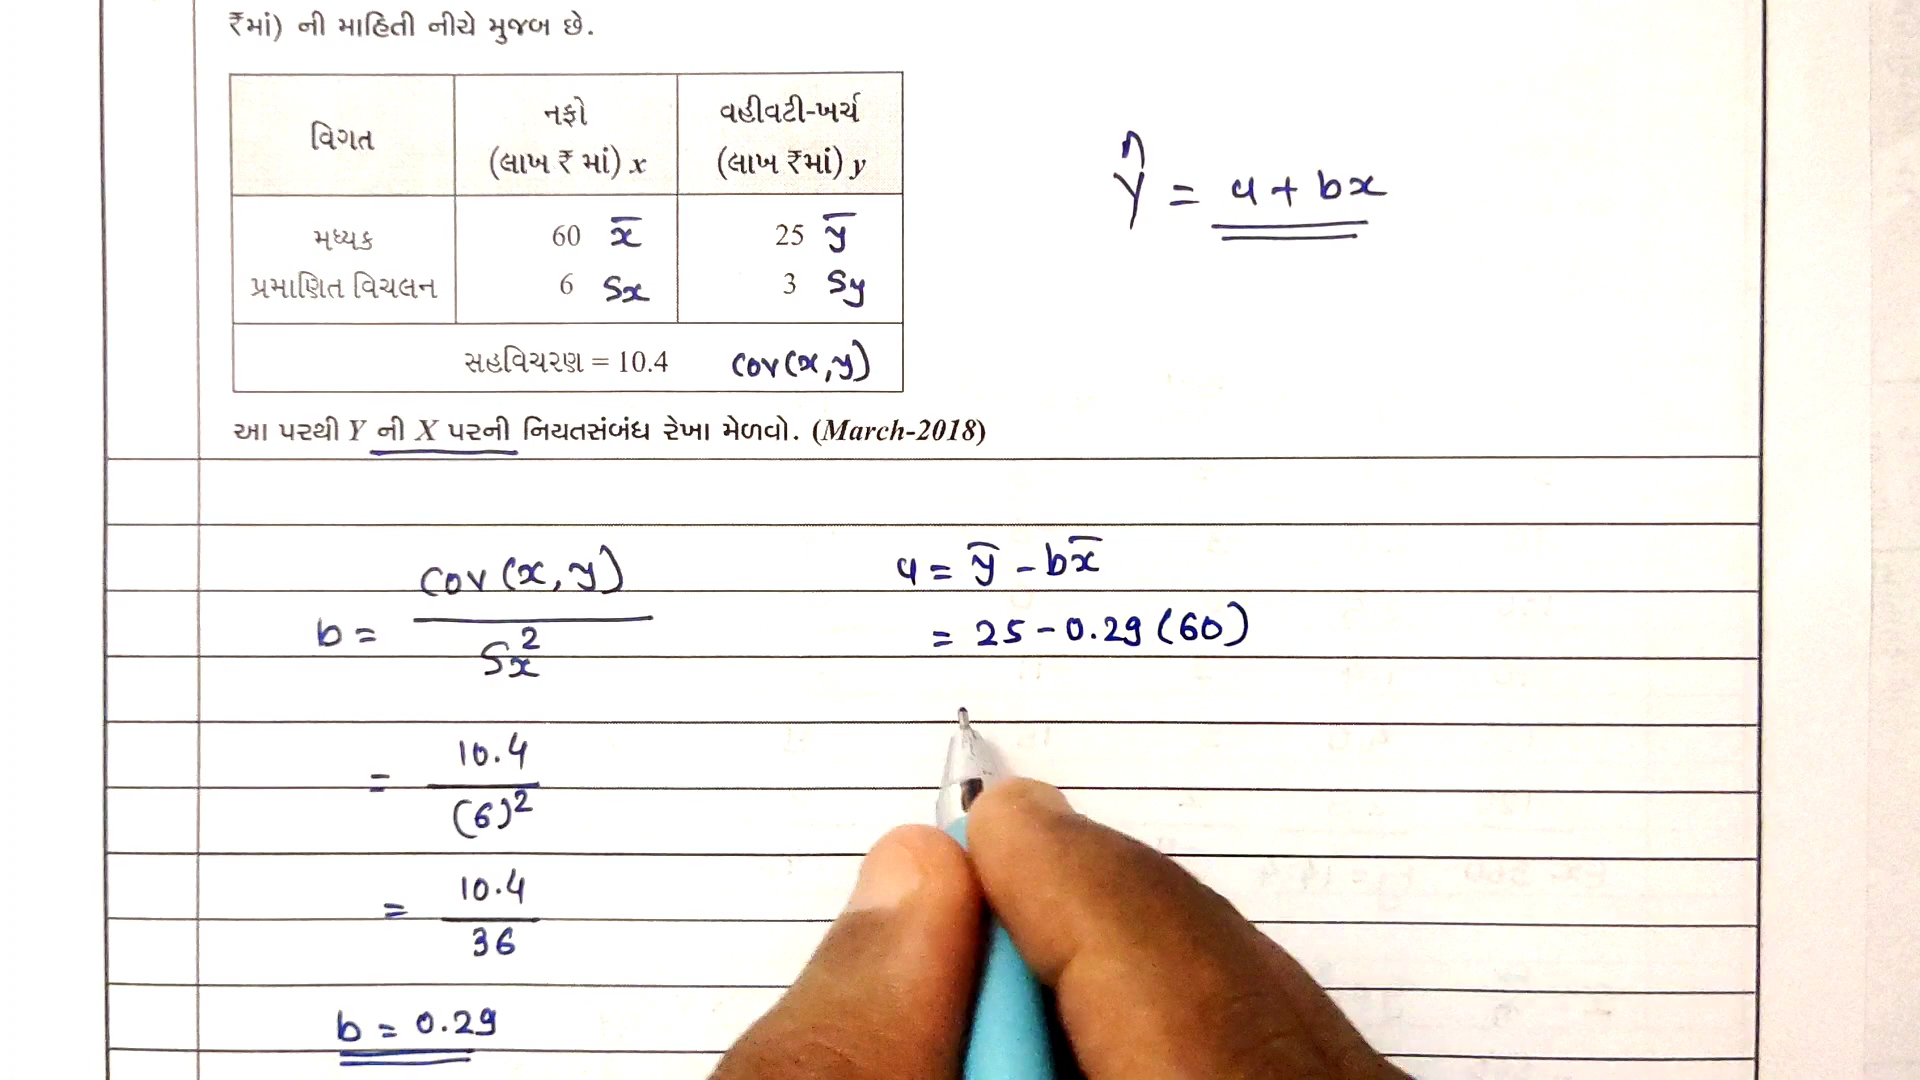 ₹માં) ની માહિતી નીચે મુજબ છે.
વિગત
નફો
(લાખ ₹ માં) x
વહીવટી-ખર્ચ
(લાખ ₹માં) y
મધ્યક 60 x̄ 25 ȳ
પ્રમાણિત વિચલન 6 Sx 3 Sy
સહવિચરણ = 10.4 Cov(x,y)
આ પરથી Y ની X પરની નિયતસંબંધ રેખા મેળવો. (March-2018)
Ŷ = a + bx
b = Cov (x, y) / Sx²
= 10.4 / (6)²
= 10.4 / 36
b = 0.29
a = ȳ - bx̄
= 25 - 0.29 (60)